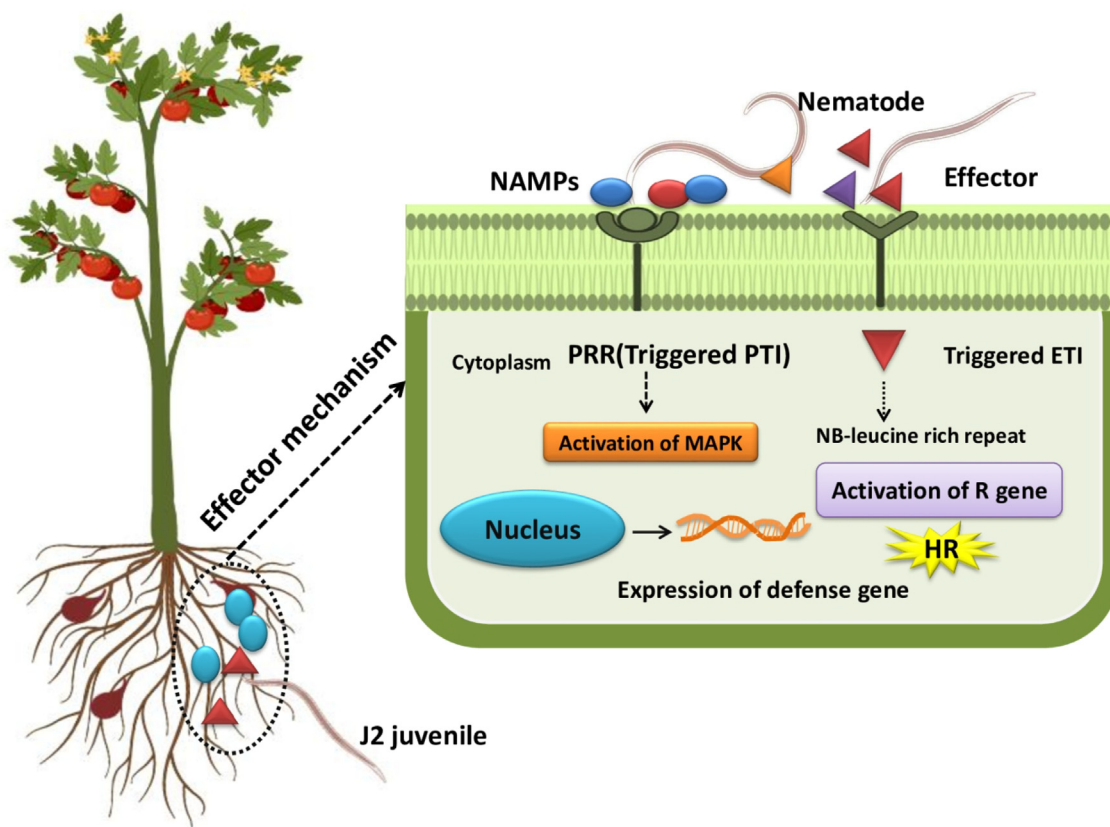 Nematode
NAMPs
Effector
Cytoplasm
PRR(Triggered PTI)
Triggered ETI
Activation of MAPK
NB-leucine rich repeat
Activation of R gene
Nucleus
HR
Expression of defense gene
Effector mechanism
J2 juvenile